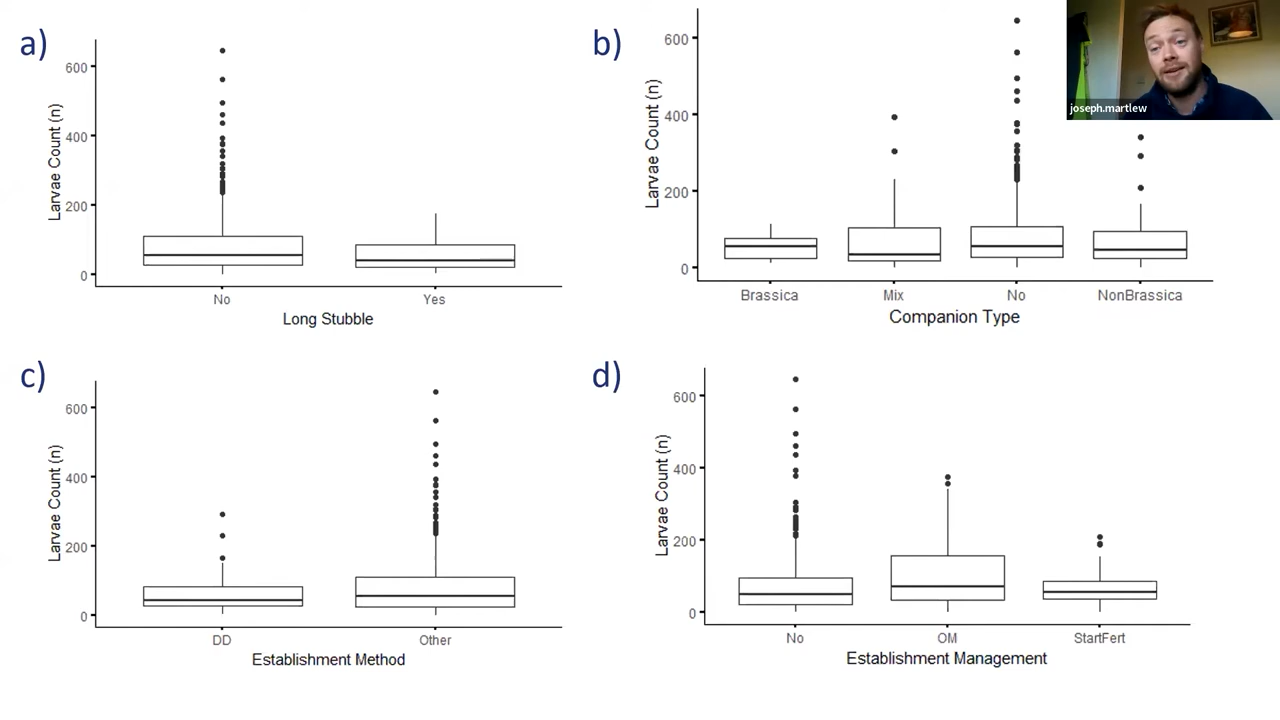 a)
Larvae Count (n)
600
400
200
0
No
Yes
Long Stubble
b)
Larvae Count (n)
600
400
200
0
Brassica
Mix
No
NonBrassica
Companion Type
joseph.martlew
c)
Larvae Count (n)
600
400
200
0
DD
Other
Establishment Method
d)
Larvae Count (n)
600
400
200
0
No
OM
StartFert
Establishment Management